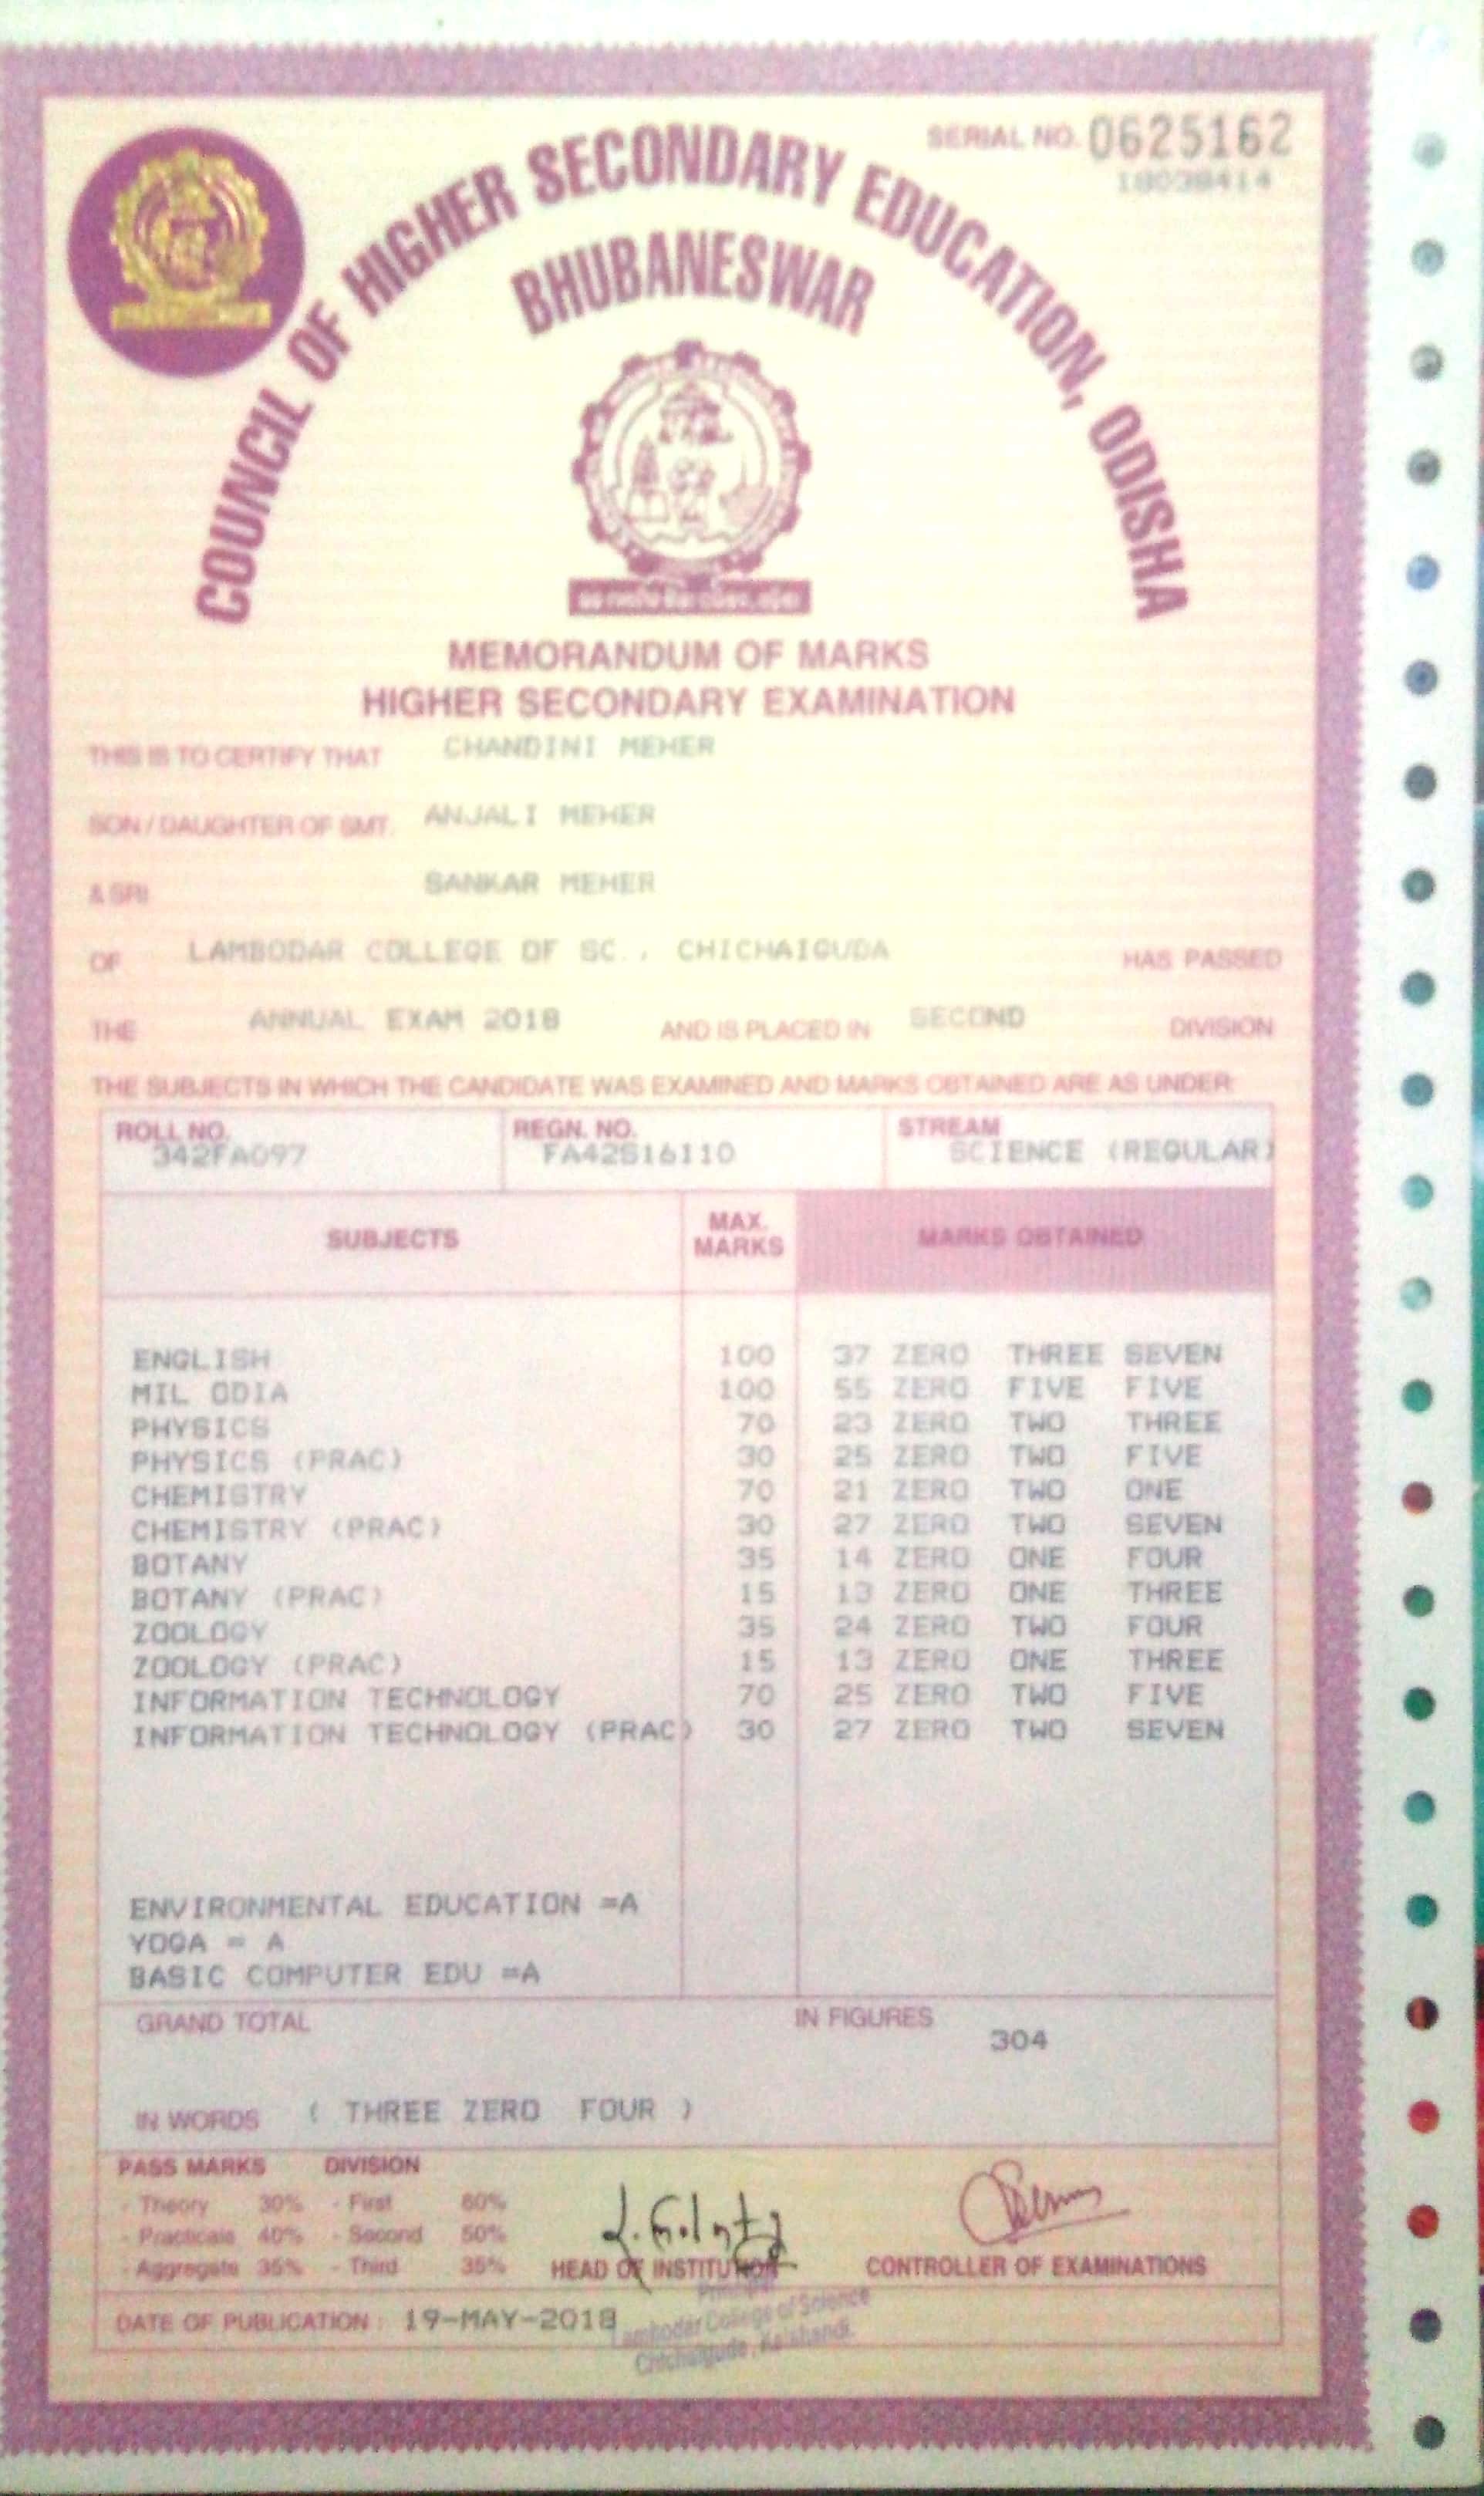 SERIAL NO. 0625162
18038414
COUNCIL OF HIGHER SECONDARY EDUCATION, ODISHA
BHUBANESWAR
MEMORANDUM OF MARKS
HIGHER SECONDARY EXAMINATION
THIS IS TO CERTIFY THAT CHANDINI MEHER
SON / DAUGHTER OF SMT. ANJALI MEHER
& SRI SANKAR MEHER
OF LAMBODAR COLLEGE OF SC., CHICHAIGUDA HAS PASSED
THE ANNUAL EXAM 2018 AND IS PLACED IN SECOND DIVISION
THE SUBJECTS IN WHICH THE CANDIDATE WAS EXAMINED AND MARKS OBTAINED ARE AS UNDER:
ROLL NO. REGN. NO. STREAM
342FA097 FA42S16110 SCIENCE (REGULAR)
SUBJECTS MAX. MARKS MARKS OBTAINED
ENGLISH 100 37 ZERO THREE SEVEN
MIL ODIA 100 55 ZERO FIVE FIVE
PHYSICS 70 23 ZERO TWO THREE
PHYSICS (PRAC) 30 25 ZERO TWO FIVE
CHEMISTRY 70 21 ZERO TWO ONE
CHEMISTRY (PRAC) 30 27 ZERO TWO SEVEN
BOTANY 35 14 ZERO ONE FOUR
BOTANY (PRAC) 15 13 ZERO ONE THREE
ZOOLOGY 35 24 ZERO TWO FOUR
ZOOLOGY (PRAC) 15 13 ZERO ONE THREE
INFORMATION TECHNOLOGY 70 25 ZERO TWO FIVE
INFORMATION TECHNOLOGY (PRAC) 30 27 ZERO TWO SEVEN
ENVIRONMENTAL EDUCATION =A
YOGA = A
BASIC COMPUTER EDU =A
GRAND TOTAL IN FIGURES 304
IN WORDS ( THREE ZERO FOUR )
PASS MARKS DIVISION
- Theory 30% - First 60%
- Practicals 40% - Second 50%
- Aggregate 35% - Third 35%
HEAD OF INSTITUTION CONTROLLER OF EXAMINATIONS
Principal
DATE OF PUBLICATION : 19-MAY-2018
Lambodar College of Science
Chichaiguda, Kalahandi.